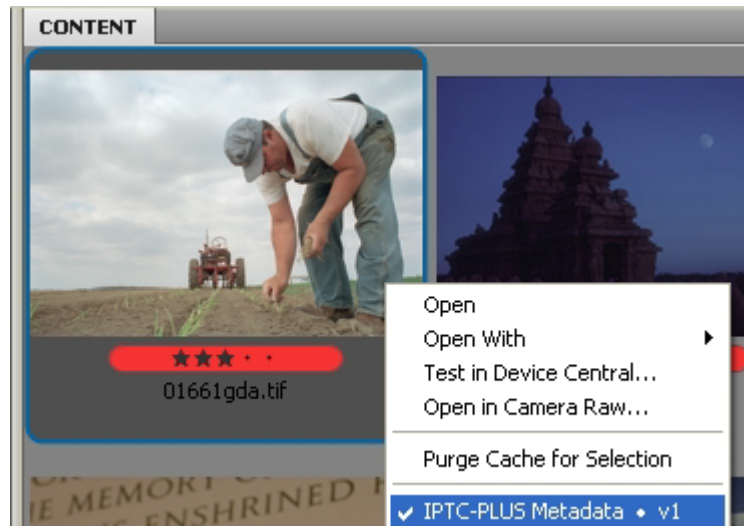 CONTENT
★★★ · ·
01661gda.tif
Open
Open With
Test in Device Central...
Open in Camera Raw...
Purge Cache for Selection
✓ IPTC-PLUS Metadata • v1
MEMORY
ENSHRINED